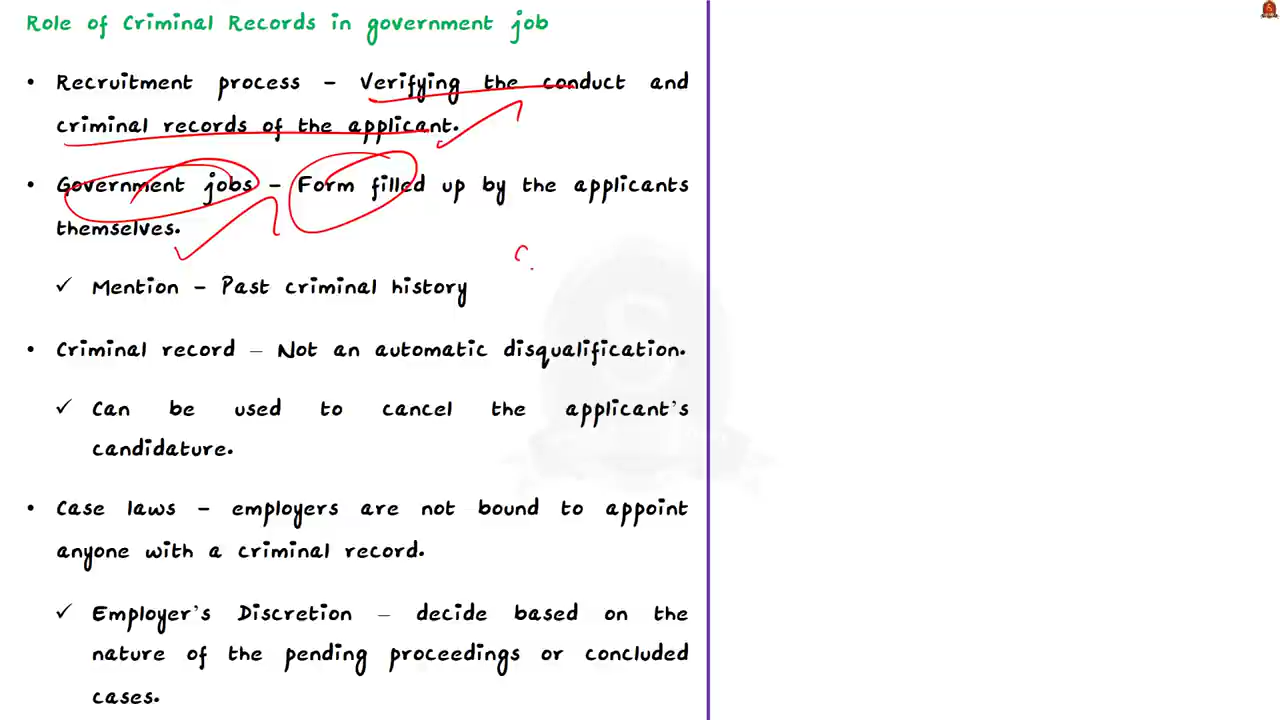 Role of Criminal Records in government job
• Recruitment process – Verifying the conduct and
criminal records of the applicant.
• Government jobs – Form filled up by the applicants
themselves.
✓ Mention – Past criminal history
• Criminal record – Not an automatic disqualification.
✓ Can be used to cancel the applicant's
candidature.
• Case laws – employers are not bound to appoint
anyone with a criminal record.
✓ Employer's Discretion – decide based on the
nature of the pending proceedings or concluded
cases.